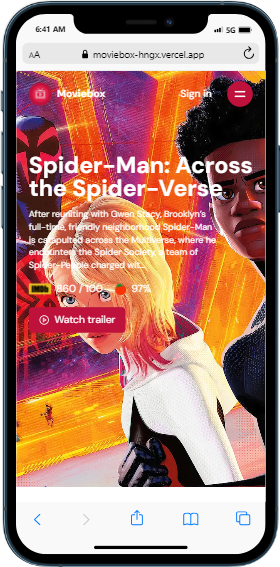 6:41 AM 5G
AA moviebox-hngx.vercel.app
Moviebox Sign in
Spider-Man: Across
the Spider-Verse
After reuniting with Gwen Stacy, Brooklyn's
full-time, friendly neighborhood Spider-Man
is catapulted across the Multiverse, where he
encounters the Spider Society, a team of
Spider-People charged wit...
IMDb 860 / 100 97%
Watch trailer